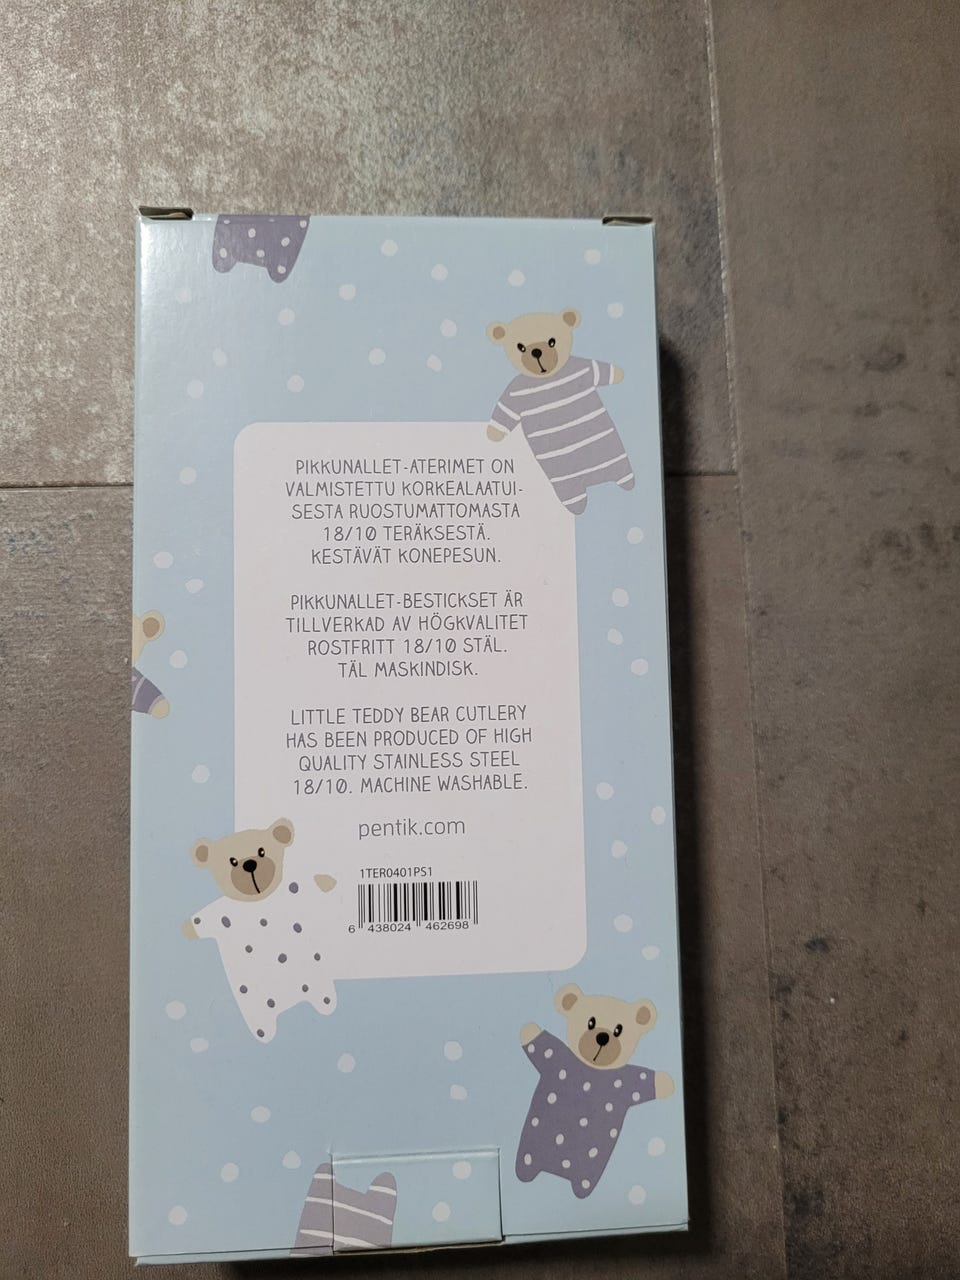 PIKKUNALLET-ATERIMET ON
VALMISTETTU KORKEALAATUI-
SESTA RUOSTUMATTOMASTA
18/10 TERÄKSESTÄ.
KESTÄVÄT KONEPESUN.
PIKKUNALLET-BESTICKSET ÄR
TILLVERKAD AV HÖGKVALITET
ROSTFRITT 18/10 STÄL.
TÄL MASKINDISK.
LITTLE TEDDY BEAR CUTLERY
HAS BEEN PRODUCED OF HIGH
QUALITY STAINLESS STEEL
18/10. MACHINE WASHABLE.
pentik.com
1TER0401PS1
6 438024 462698